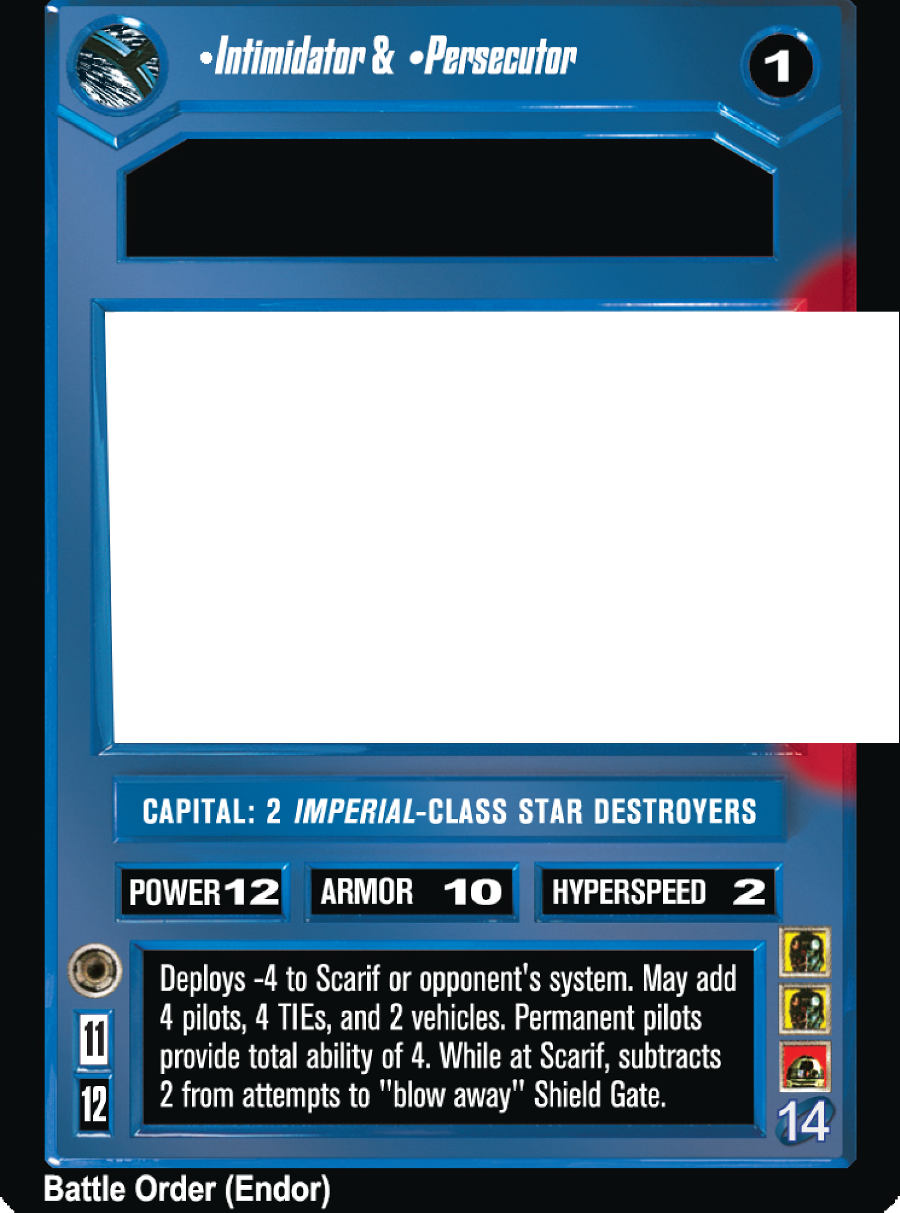 •Intimidator & •Persecutor
1
CAPITAL: 2 IMPERIAL-CLASS STAR DESTROYERS
POWER 12 ARMOR 10 HYPERSPEED 2
Deploys -4 to Scarif or opponent's system. May add
4 pilots, 4 TIEs, and 2 vehicles. Permanent pilots
provide total ability of 4. While at Scarif, subtracts
2 from attempts to "blow away" Shield Gate.
11
12
14
Battle Order (Endor)